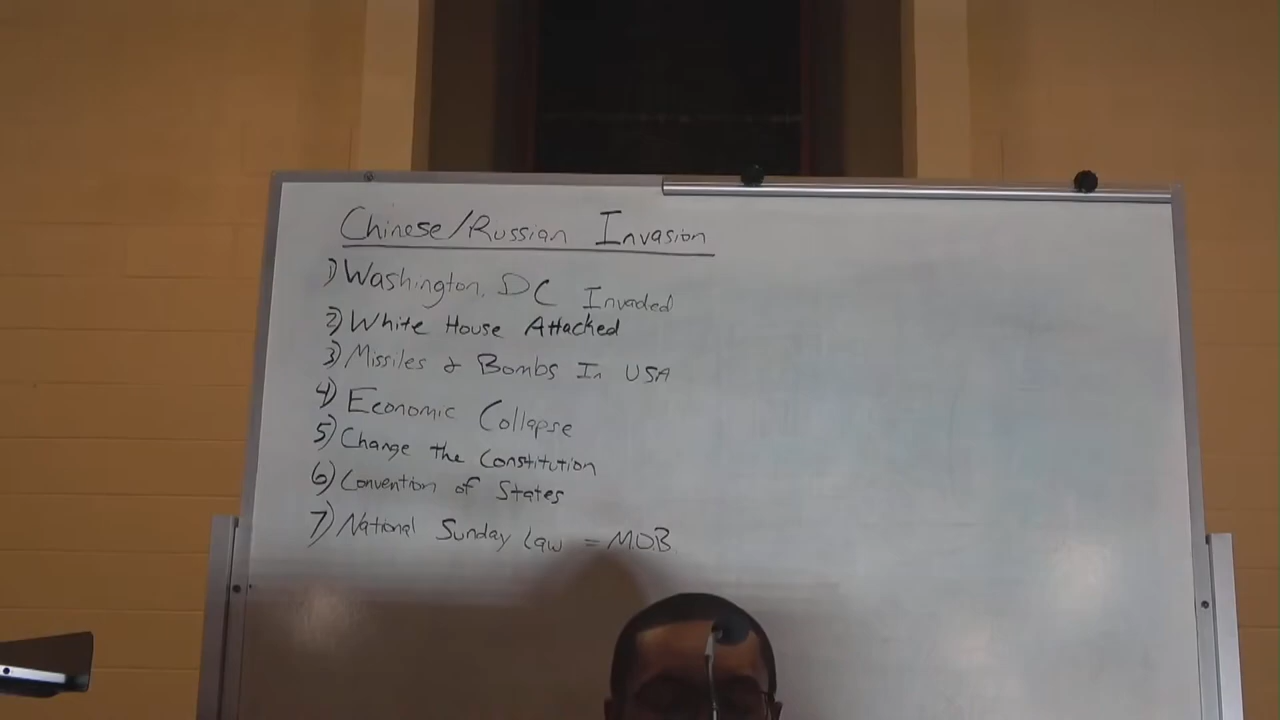 Chinese/Russian Invasion
1) Washington, DC Invaded
2) White House Attacked
3) Missiles & Bombs In USA
4) Economic Collapse
5) Change the Constitution
6) Convention of States
7) National Sunday Law = M.O.B